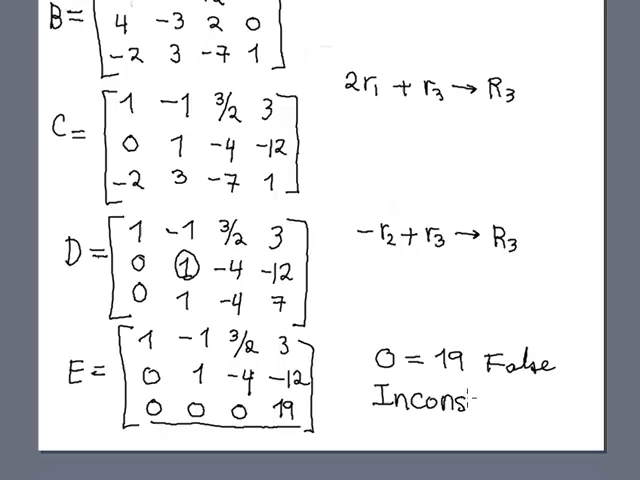 B = 4 -3 2 0
-2 3 -7 1
2r1 + r3 → R3
C = 1 -1 3/2 3
0 1 -4 -12
-2 3 -7 1
D = 1 -1 3/2 3
0 1 -4 -12
0 1 -4 7
-r2 + r3 → R3
E = 1 -1 3/2 3
0 1 -4 -12
0 0 0 19
0 = 19 False
Incons